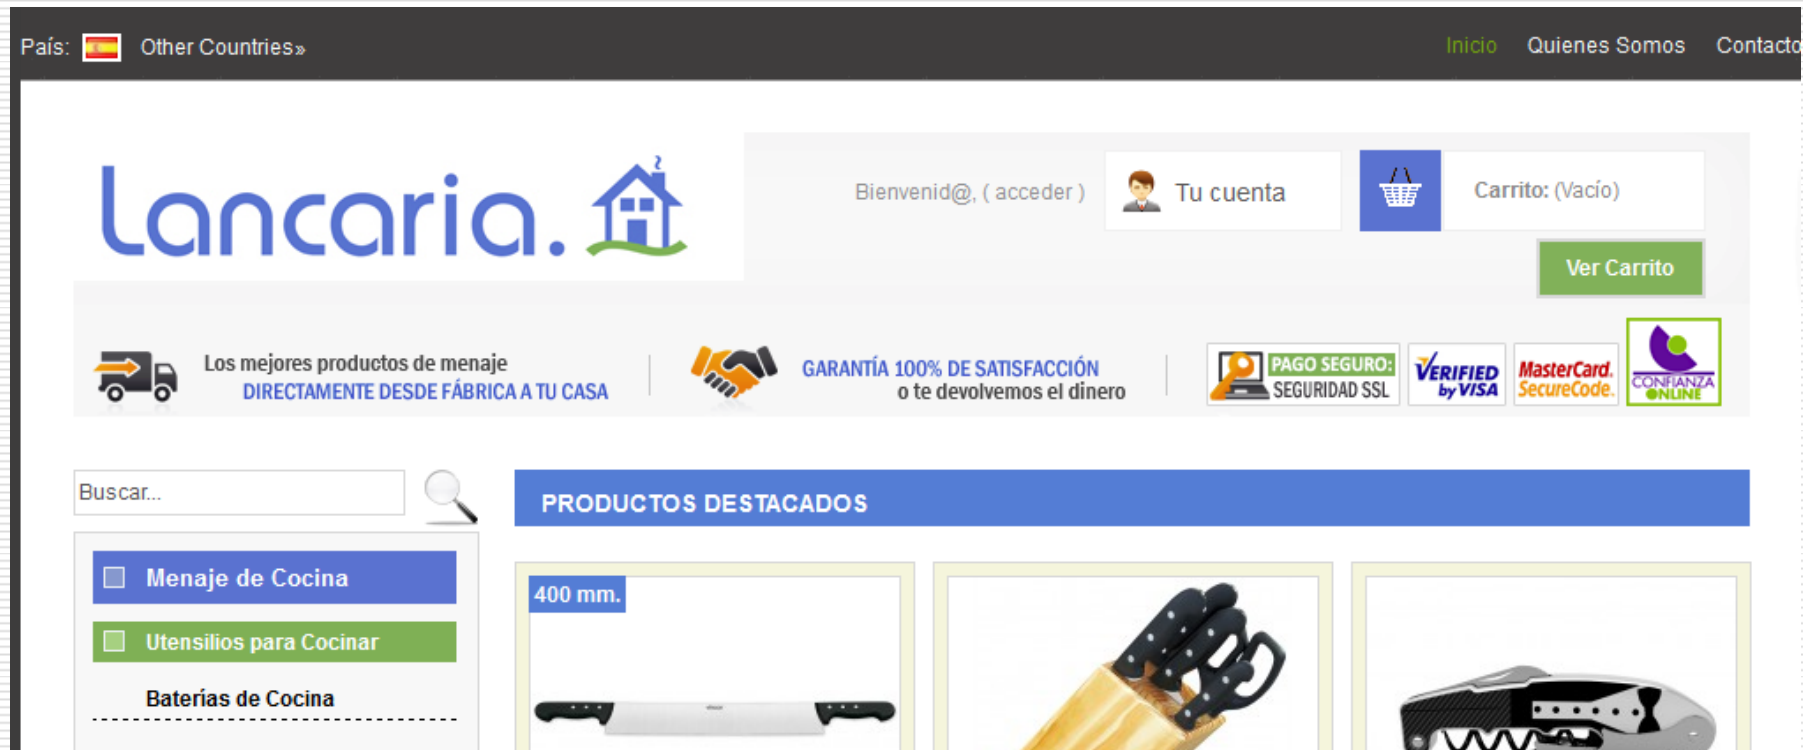 País: Other Countries»
Inicio Quienes Somos Contacto
Lancaria.
Bienvenid@, ( acceder )
Tu cuenta
Carrito: (Vacío)
Ver Carrito
Los mejores productos de menaje
DIRECTAMENTE DESDE FÁBRICA A TU CASA
GARANTÍA 100% DE SATISFACCIÓN
o te devolvemos el dinero
PAGO SEGURO:
SEGURIDAD SSL
VERIFIED
by VISA
MasterCard.
SecureCode.
CONFIANZA
ONLINE
Buscar...
PRODUCTOS DESTACADOS
Menaje de Cocina
Utensilios para Cocinar
Baterías de Cocina
400 mm.